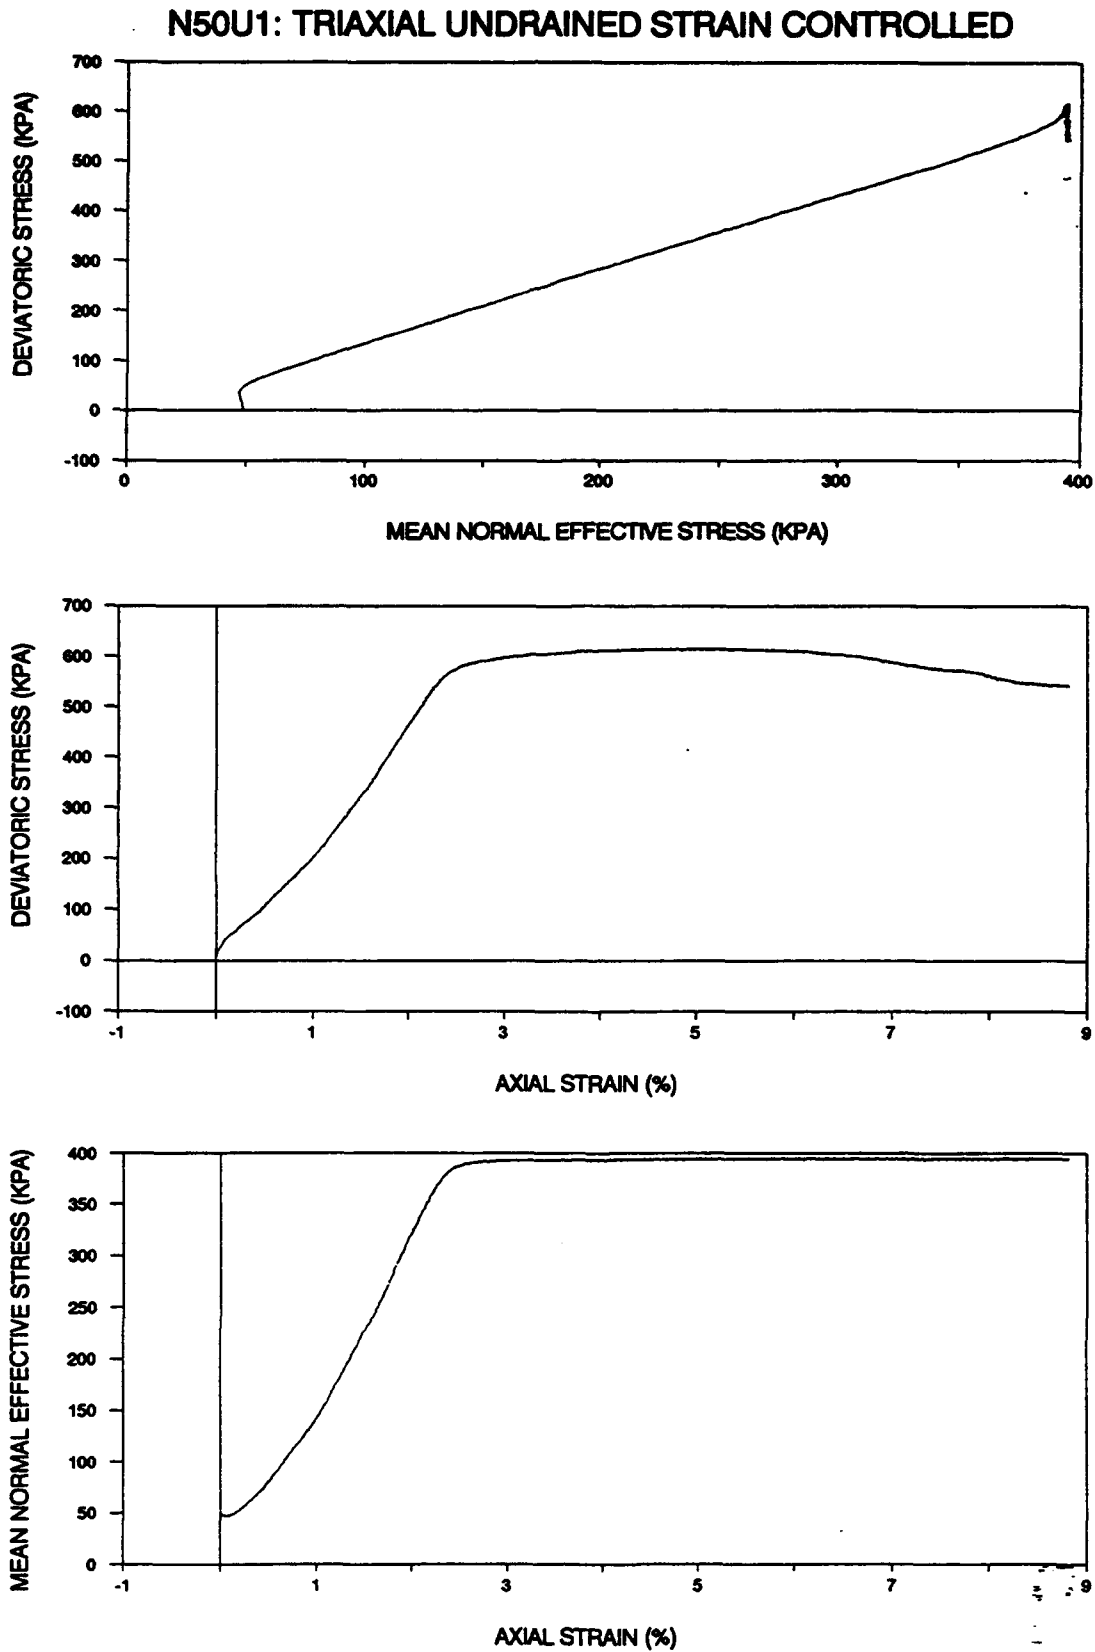 N50U1: TRIAXIAL UNDRAINED STRAIN CONTROLLED
DEVIATORIC STRESS (KPA)
700
600
500
400
300
200
100
0
-100
0 100 200 300 400
MEAN NORMAL EFFECTIVE STRESS (KPA)
DEVIATORIC STRESS (KPA)
700
600
500
400
300
200
100
0
-100
-1 1 3 5 7 9
AXIAL STRAIN (%)
MEAN NORMAL EFFECTIVE STRESS (KPA)
400
350
300
250
200
150
100
50
0
-1 1 3 5 7 9
AXIAL STRAIN (%)